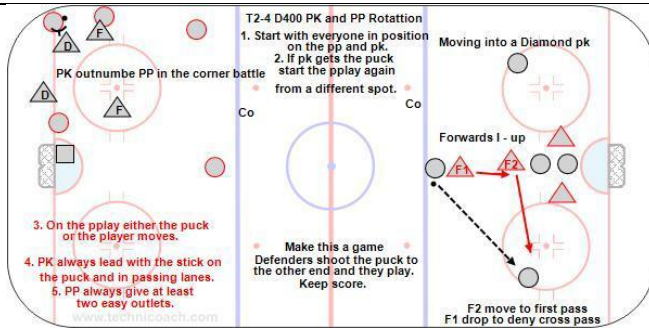 T2-4 D400 PK and PP Rotattion
1. Start with everyone in position
on the pp and pk.
2. If pk gets the puck
start the pplay again
from a different spot.
Moving into a Diamond pk
D
F
PK outnumbe PP in the corner battle
D
F
Co
Co
Forwards I - up
F1
F2
3. On the pplay either the puck
or the player moves.
4. PK always lead with the stick on
the puck and in passing lanes.
5. PP always give at least
two easy outlets.
www.technicoach.com
Make this a game
Defenders shoot the puck to
the other end and they play.
Keep score.
F2 move to first pass
F1 drop to deny cross pass